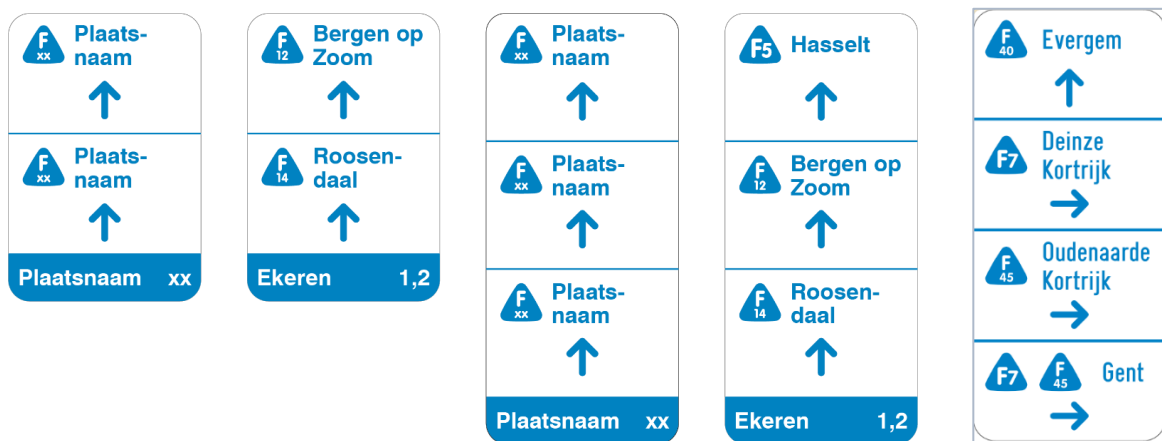 F xx Plaats-
naam
F xx Plaats-
naam
Plaatsnaam xx
F 12 Bergen op
Zoom
F 14 Roosen-
daal
Ekeren 1,2
F xx Plaats-
naam
F xx Plaats-
naam
F xx Plaats-
naam
Plaatsnaam xx
F5 Hasselt
F 12 Bergen op
Zoom
F 14 Roosen-
daal
Ekeren 1,2
F 40 Evergem
F7 Deinze
Kortrijk
F 45 Oudenaarde
Kortrijk
F7 F 45 Gent